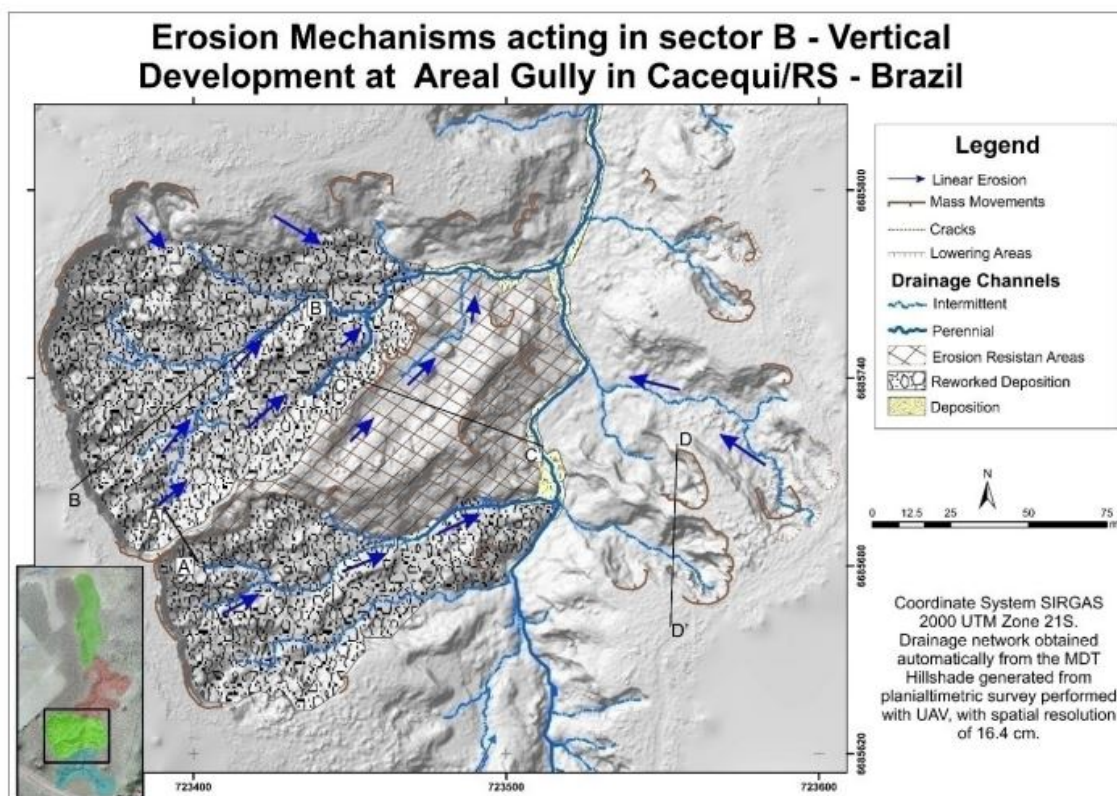 Erosion Mechanisms acting in sector B - Vertical
Development at Areal Gully in Cacequi/RS - Brazil
Legend
Linear Erosion
Mass Movements
Cracks
Lowering Areas
Drainage Channels
Intermittent
Perennial
Erosion Resistan Areas
Reworked Deposition
Deposition
N
0 12.5 25 50 75
m
Coordinate System SIRGAS
2000 UTM Zone 21S.
Drainage network obtained
automatically from the MDT
Hillshade generated from
planialtimetric survey performed
with UAV, with spatial resolution
of 16.4 cm.
6685800
6685740
6685680
6685620
723400
723500
723600
B
C
D
C
B
A
A'
D'